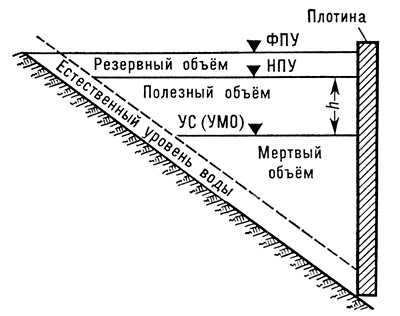 Плотина
ФПУ
Резервный объём
НПУ
Полезный объём
h
УС (УМО)
Мертвый
объём
Естественный уровень воды